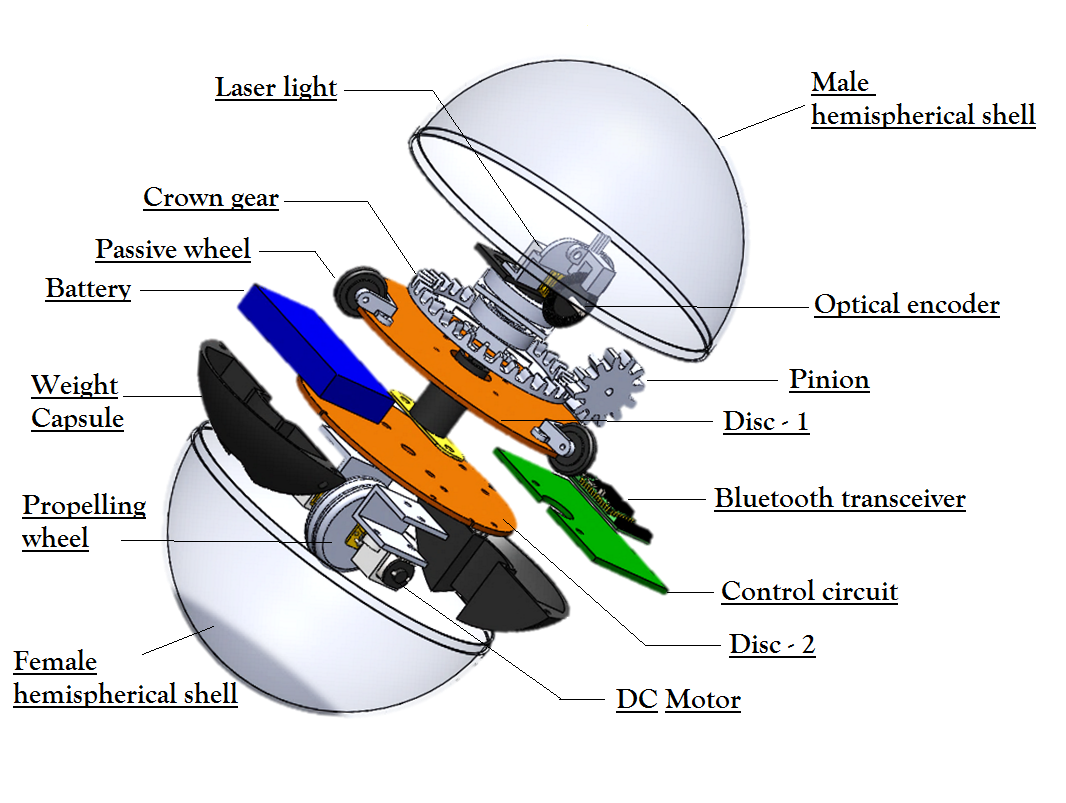 Laser light
Male
hemispherical shell
Crown gear
Passive wheel
Battery
Optical encoder
Weight
Capsule
Pinion
Disc - 1
Propelling
wheel
Bluetooth transceiver
Control circuit
Disc - 2
Female
hemispherical shell
DC Motor